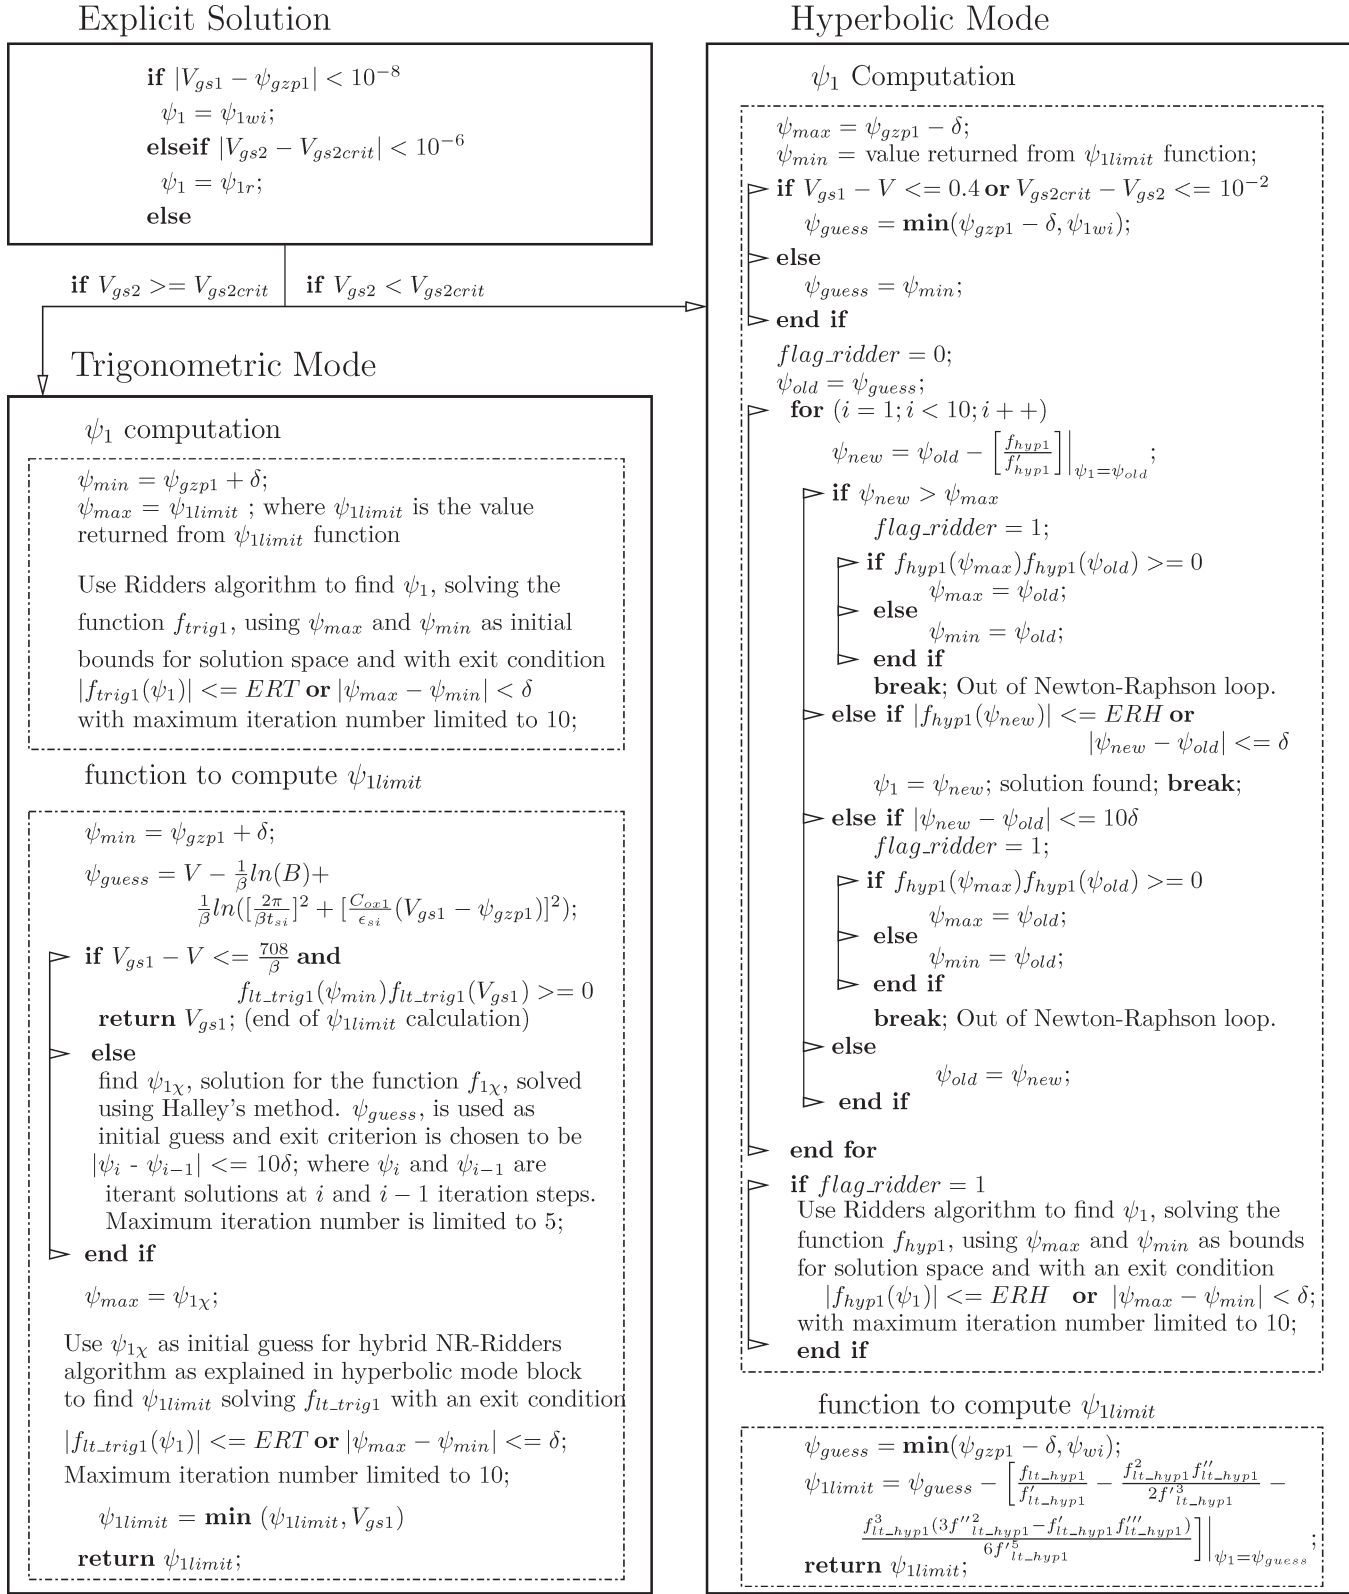 Explicit Solution
if |V_{gs1} − ψ_{gzp1}| < 10^{−8}
ψ_1 = ψ_{1wi};
elseif |V_{gs2} − V_{gs2crit}| < 10^{−6}
ψ_1 = ψ_{1r};
else
if V_{gs2} >= V_{gs2crit}
if V_{gs2} < V_{gs2crit}
Trigonometric Mode
ψ_1 computation
ψ_{min} = ψ_{gzp1} + δ;
ψ_{max} = ψ_{1limit} ; where ψ_{1limit} is the value
returned from ψ_{1limit} function
Use Ridders algorithm to find ψ_1, solving the
function f_{trig1}, using ψ_{max} and ψ_{min} as initial
bounds for solution space and with exit condition
|f_{trig1}(ψ_1)| <= ERT or |ψ_{max} − ψ_{min}| < δ
with maximum iteration number limited to 10;
function to compute ψ_{1limit}
ψ_{min} = ψ_{gzp1} + δ;
ψ_{guess} = V − \frac{1}{β}ln(B)+
\frac{1}{β}ln([\frac{2π}{βt_{si}}]^2 + [\frac{C_{ox1}}{ϵ_{si}}(V_{gs1} − ψ_{gzp1})]^2);
if V_{gs1} − V <= \frac{708}{β} and
f_{lt\_trig1}(ψ_{min})f_{lt\_trig1}(V_{gs1}) >= 0
return V_{gs1}; (end of ψ_{1limit} calculation)
else
find ψ_{1χ}, solution for the function f_{1χ}, solved
using Halley's method. ψ_{guess}, is used as
initial guess and exit criterion is chosen to be
|ψ_i - ψ_{i−1}| <= 10δ; where ψ_i and ψ_{i−1} are
iterant solutions at i and i − 1 iteration steps.
Maximum iteration number is limited to 5;
end if
ψ_{max} = ψ_{1χ};
Use ψ_{1χ} as initial guess for hybrid NR-Ridders
algorithm as explained in hyperbolic mode block
to find ψ_{1limit} solving f_{lt\_trig1} with an exit condition
|f_{lt\_trig1}(ψ_1)| <= ERT or |ψ_{max} − ψ_{min}| <= δ;
Maximum iteration number limited to 10;
ψ_{1limit} = min (ψ_{1limit}, V_{gs1})
return ψ_{1limit};
Hyperbolic Mode
ψ_1 Computation
ψ_{max} = ψ_{gzp1} − δ;
ψ_{min} = value returned from ψ_{1limit} function;
if V_{gs1} − V <= 0.4 or V_{gs2crit} − V_{gs2} <= 10^{−2}
ψ_{guess} = min(ψ_{gzp1} − δ, ψ_{1wi});
else
ψ_{guess} = ψ_{min};
end if
flag_ridder = 0;
ψ_{old} = ψ_{guess};
for (i = 1; i < 10; i + +)
ψ_{new} = ψ_{old} − [\frac{f_{hyp1}}{f'_{hyp1}}]|_{ψ_1=ψ_{old}};
if ψ_{new} > ψ_{max}
flag_ridder = 1;
if f_{hyp1}(ψ_{max})f_{hyp1}(ψ_{old}) >= 0
ψ_{max} = ψ_{old};
else
ψ_{min} = ψ_{old};
end if
break; Out of Newton-Raphson loop.
else if |f_{hyp1}(ψ_{new})| <= ERH or
|ψ_{new} − ψ_{old}| <= δ
ψ_1 = ψ_{new}; solution found; break;
else if |ψ_{new} − ψ_{old}| <= 10δ
flag_ridder = 1;
if f_{hyp1}(ψ_{max})f_{hyp1}(ψ_{old}) >= 0
ψ_{max} = ψ_{old};
else
ψ_{min} = ψ_{old};
end if
break; Out of Newton-Raphson loop.
else
ψ_{old} = ψ_{new};
end if
end for
if flag_ridder = 1
Use Ridders algorithm to find ψ_1, solving the
function f_{hyp1}, using ψ_{max} and ψ_{min} as bounds
for solution space and with an exit condition
|f_{hyp1}(ψ_1)| <= ERH or |ψ_{max} − ψ_{min}| < δ;
with maximum iteration number limited to 10;
end if
function to compute ψ_{1limit}
ψ_{guess} = min(ψ_{gzp1} − δ, ψ_{wi});
ψ_{1limit} = ψ_{guess} − [\frac{f_{lt\_hyp1}}{f'_{lt\_hyp1}} − \frac{f^2_{lt\_hyp1}f''_{lt\_hyp1}}{2f'^3_{lt\_hyp1}} −
\frac{f^3_{lt\_hyp1}(3f''^2_{lt\_hyp1}−f'_{lt\_hyp1}f'''_{lt\_hyp1})}{6f'^5_{lt\_hyp1}}]|_{ψ_1=ψ_{guess}};
return ψ_{1limit};